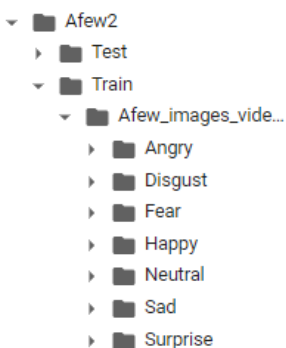 Afew2
Test
Train
Afew_images_vide...
Angry
Disgust
Fear
Happy
Neutral
Sad
Surprise